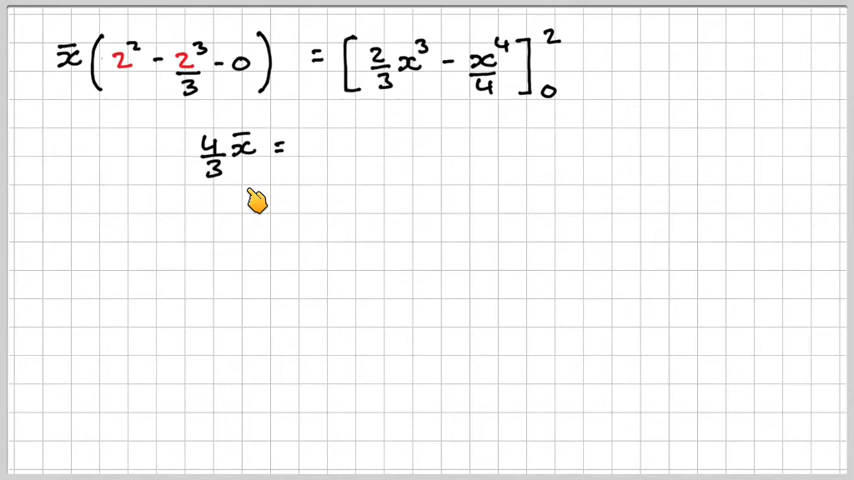 x̄(2² - 2³/3 - 0) = [2/3 x³ - x⁴/4]₀²
4/3 x̄ =